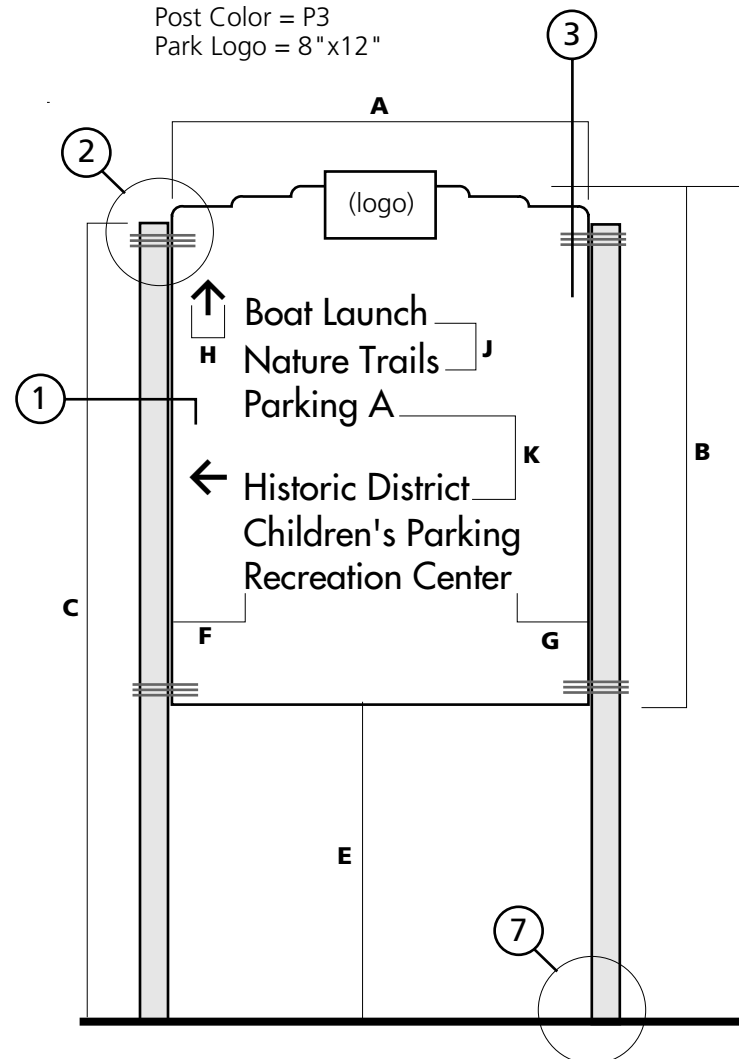 Post Color = P3
Park Logo = 8"x12"
3
A
2
(logo)
Boat Launch
H
J
Nature Trails
1
Parking A
K
B
Historic District
Children's Parking
C
Recreation Center
F
G
E
7